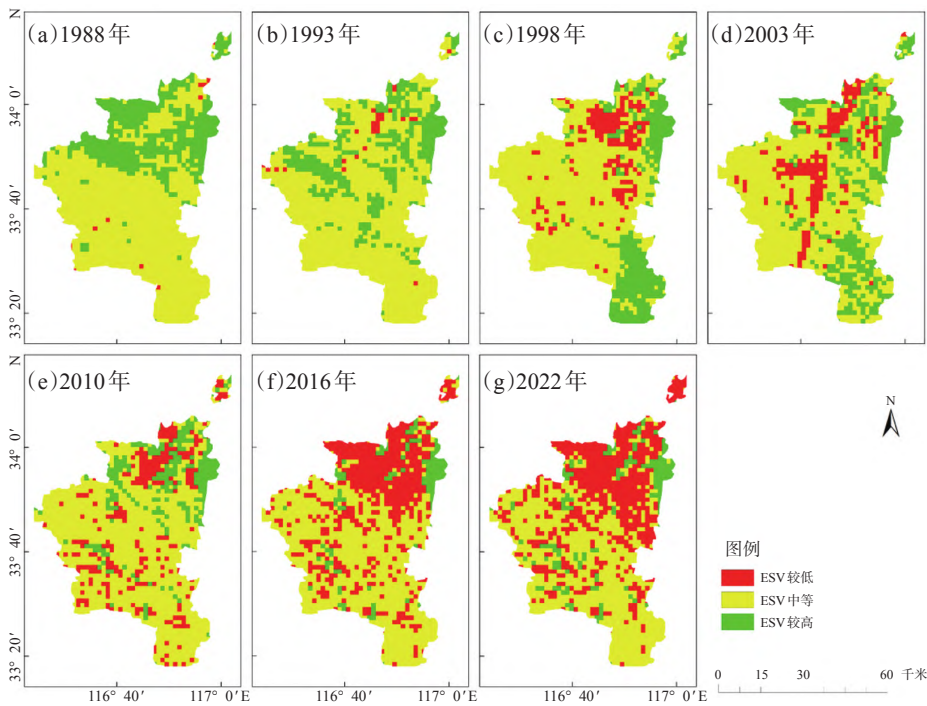 (a)1988年
(b)1993年
(c)1998年
(d)2003年
N
34° 0′
33° 40′
33° 20′
(e)2010年
(f)2016年
(g)2022年
N
34° 0′
33° 40′
33° 20′
116° 40′ 117° 0′E
116° 40′ 117° 0′E
116° 40′ 117° 0′E
N
图例
ESV较低
ESV中等
ESV较高
0 15 30 60 千米